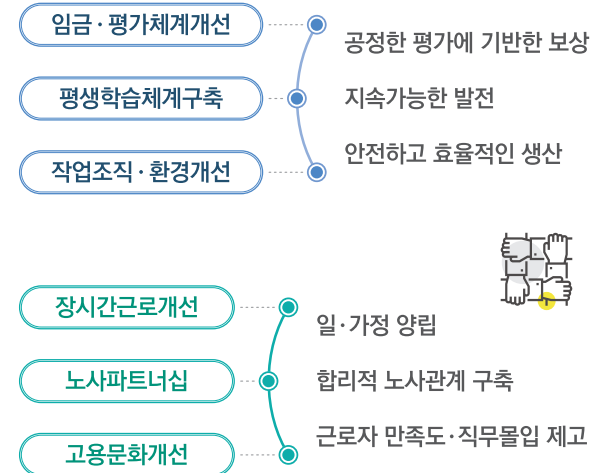 임금·평가체계개선
공정한 평가에 기반한 보상
평생학습체계구축
지속가능한 발전
작업조직·환경개선
안전하고 효율적인 생산
장시간근로개선
일·가정 양립
노사파트너십
합리적 노사관계 구축
고용문화개선
근로자 만족도·직무몰입 제고